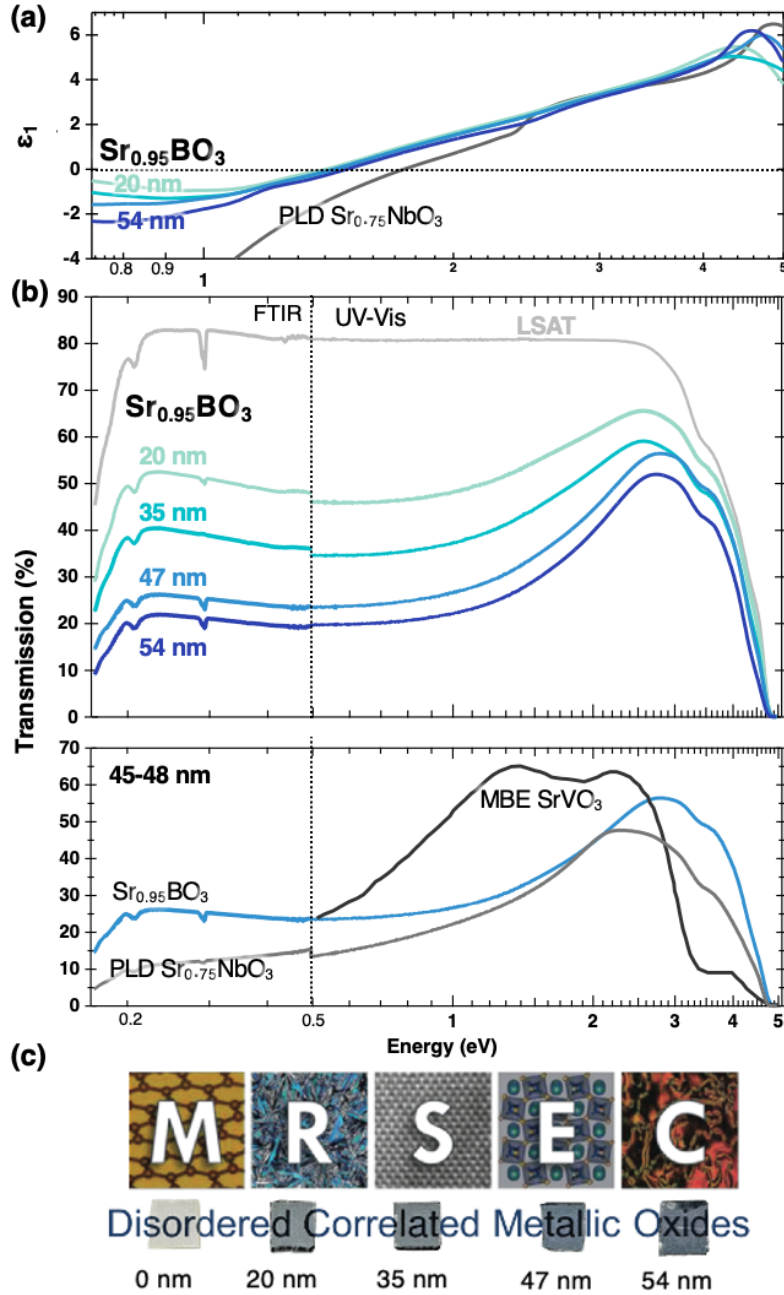 (a)
6
4
2
0
-2
-4
ε₁
Sr₀.₉₅BO₃
20 nm
54 nm
PLD Sr₀.₇₅NbO₃
0.8 0.9 1 2 3 4 5
(b)
90
80
70
60
50
40
30
20
10
0
FTIR UV-Vis
LSAT
Sr₀.₉₅BO₃
20 nm
35 nm
47 nm
54 nm
Transmission (%)
70
60
50
40
30
20
10
0
45-48 nm
MBE SrVO₃
Sr₀.₉₅BO₃
PLD Sr₀.₇₅NbO₃
0.2 0.5 1 2 3 4 5
Energy (eV)
(c)
M R S E C
Disordered Correlated Metallic Oxides
0 nm 20 nm 35 nm 47 nm 54 nm